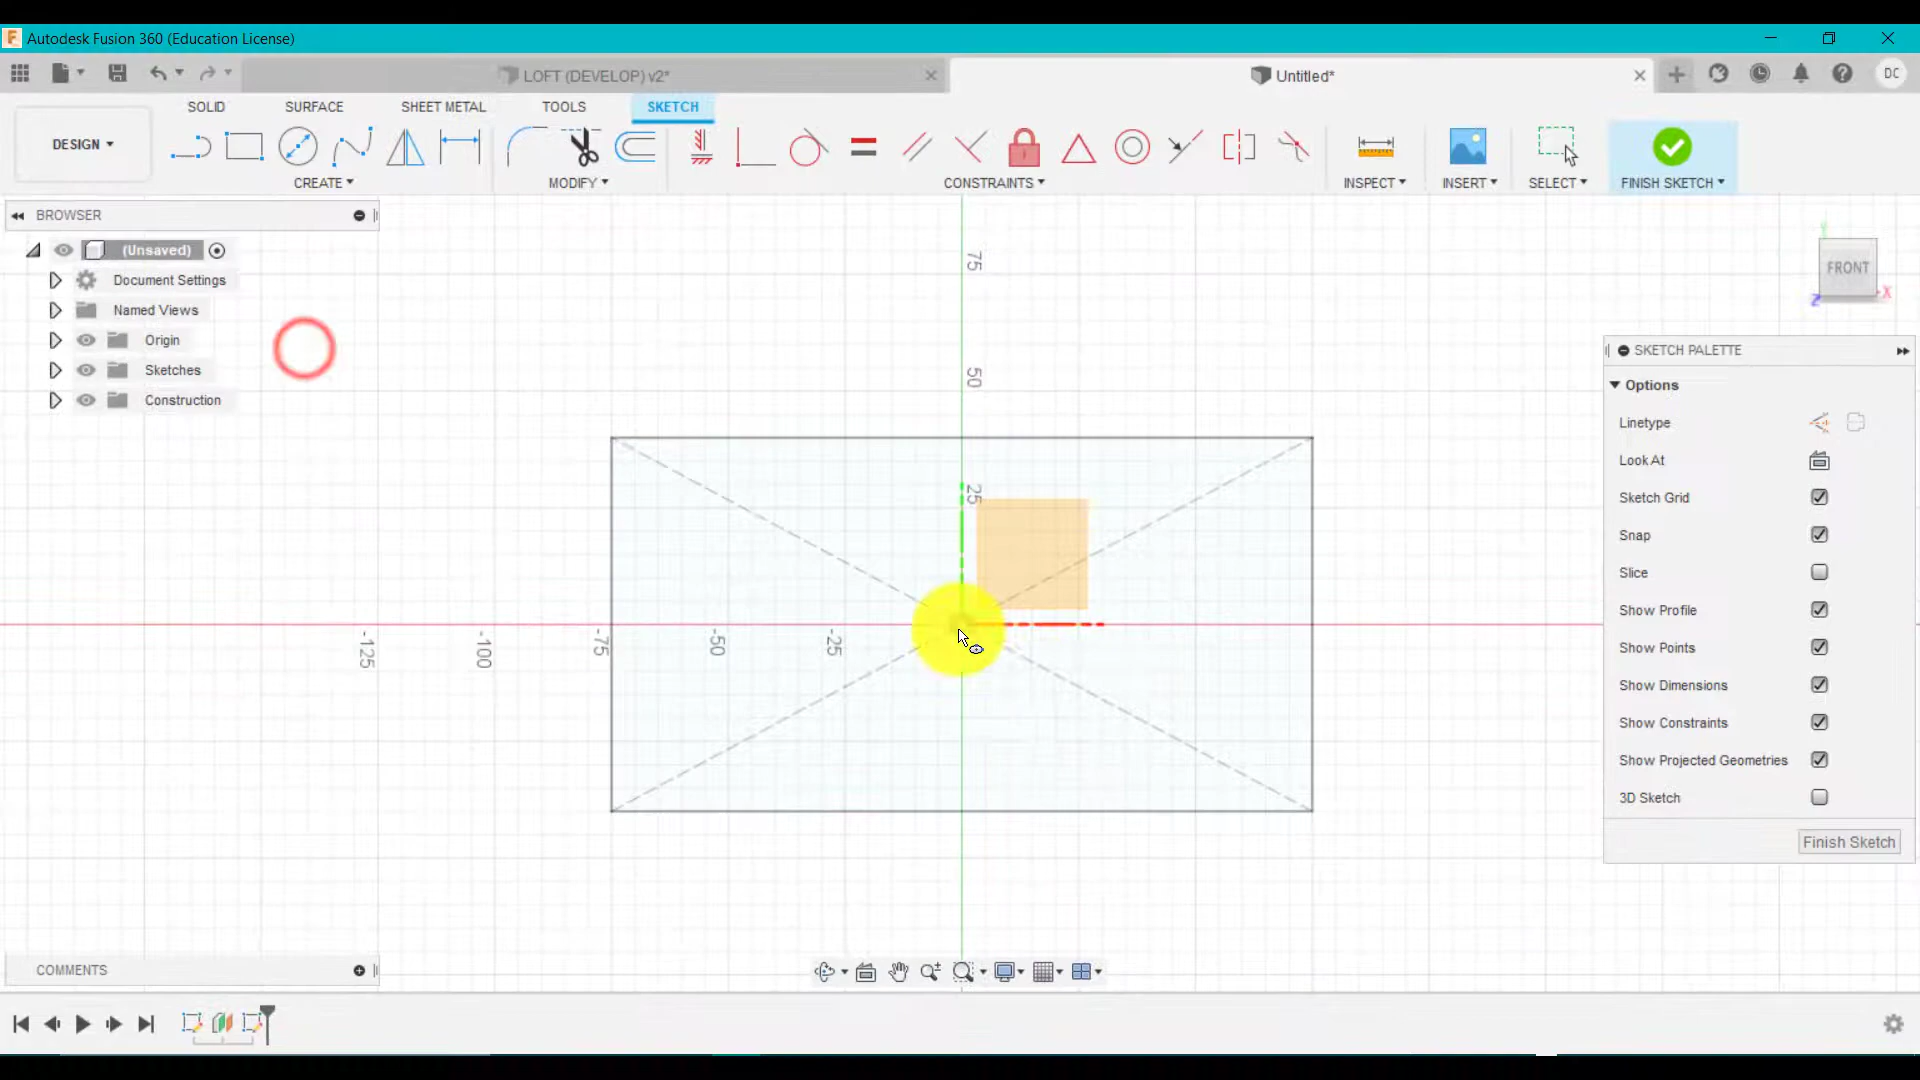 Autodesk Fusion 360 (Education License)
LOFT (DEVELOP) v2*
Untitled*
DC
SOLID
SURFACE
SHEET METAL
TOOLS
SKETCH
DESIGN
CREATE
MODIFY
CONSTRAINTS
INSPECT
INSERT
SELECT
FINISH SKETCH
BROWSER
(Unsaved)
Document Settings
Named Views
Origin
Sketches
Construction
75
50
25
-125
-100
-75
-50
-25
Y
FRONT
Z
X
SKETCH PALETTE
Options
Linetype
Look At
Sketch Grid
Snap
Slice
Show Profile
Show Points
Show Dimensions
Show Constraints
Show Projected Geometries
3D Sketch
Finish Sketch
COMMENTS